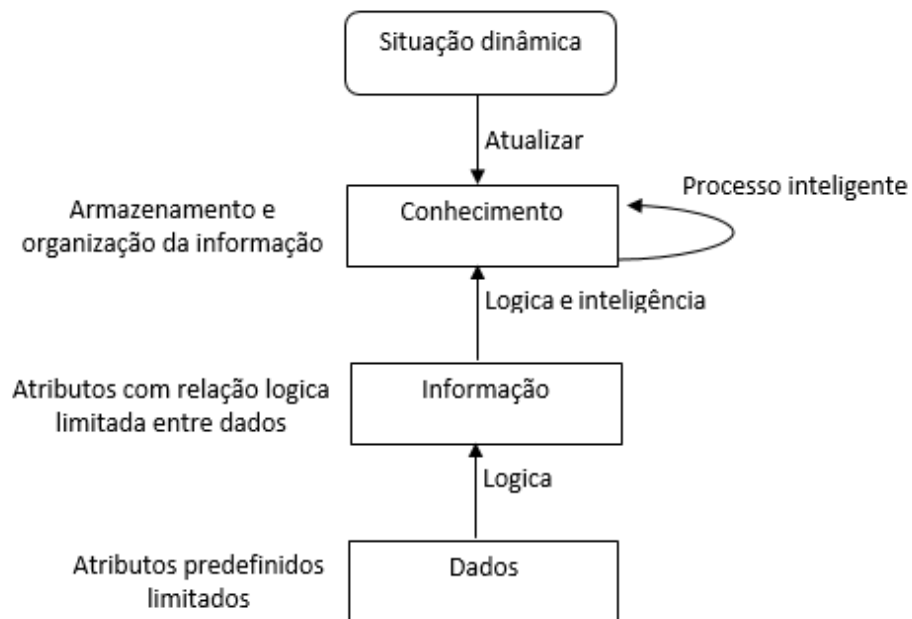 Situação dinâmica
Atualizar
Processo inteligente
Armazenamento e
organização da informação
Conhecimento
Logica e inteligência
Atributos com relação logica
limitada entre dados
Informação
Logica
Atributos predefinidos
limitados
Dados